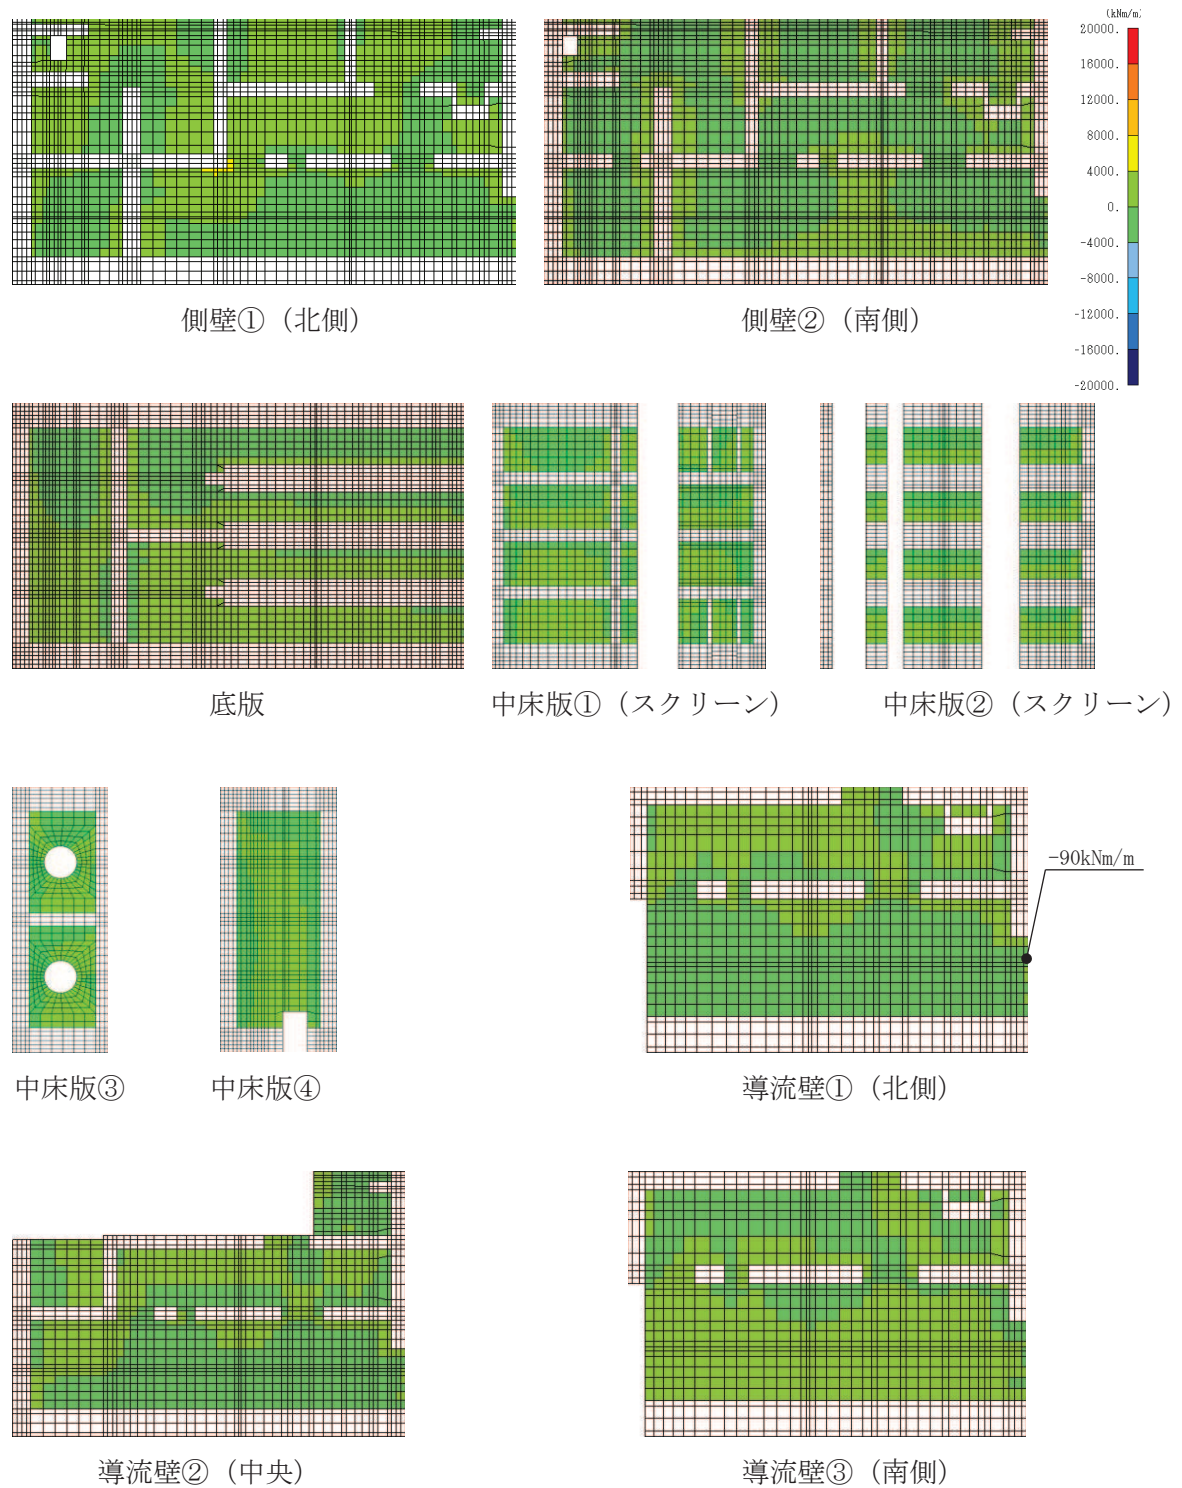 (kNm/m)
20000.
16000.
12000.
8000.
4000.
0.
-4000.
-8000.
-12000.
-16000.
-20000.
側壁①（北側）
側壁②（南側）
底版
中床版①（スクリーン）
中床版②（スクリーン）
-90kNm/m
中床版③
中床版④
導流壁①（北側）
導流壁②（中央）
導流壁③（南側）